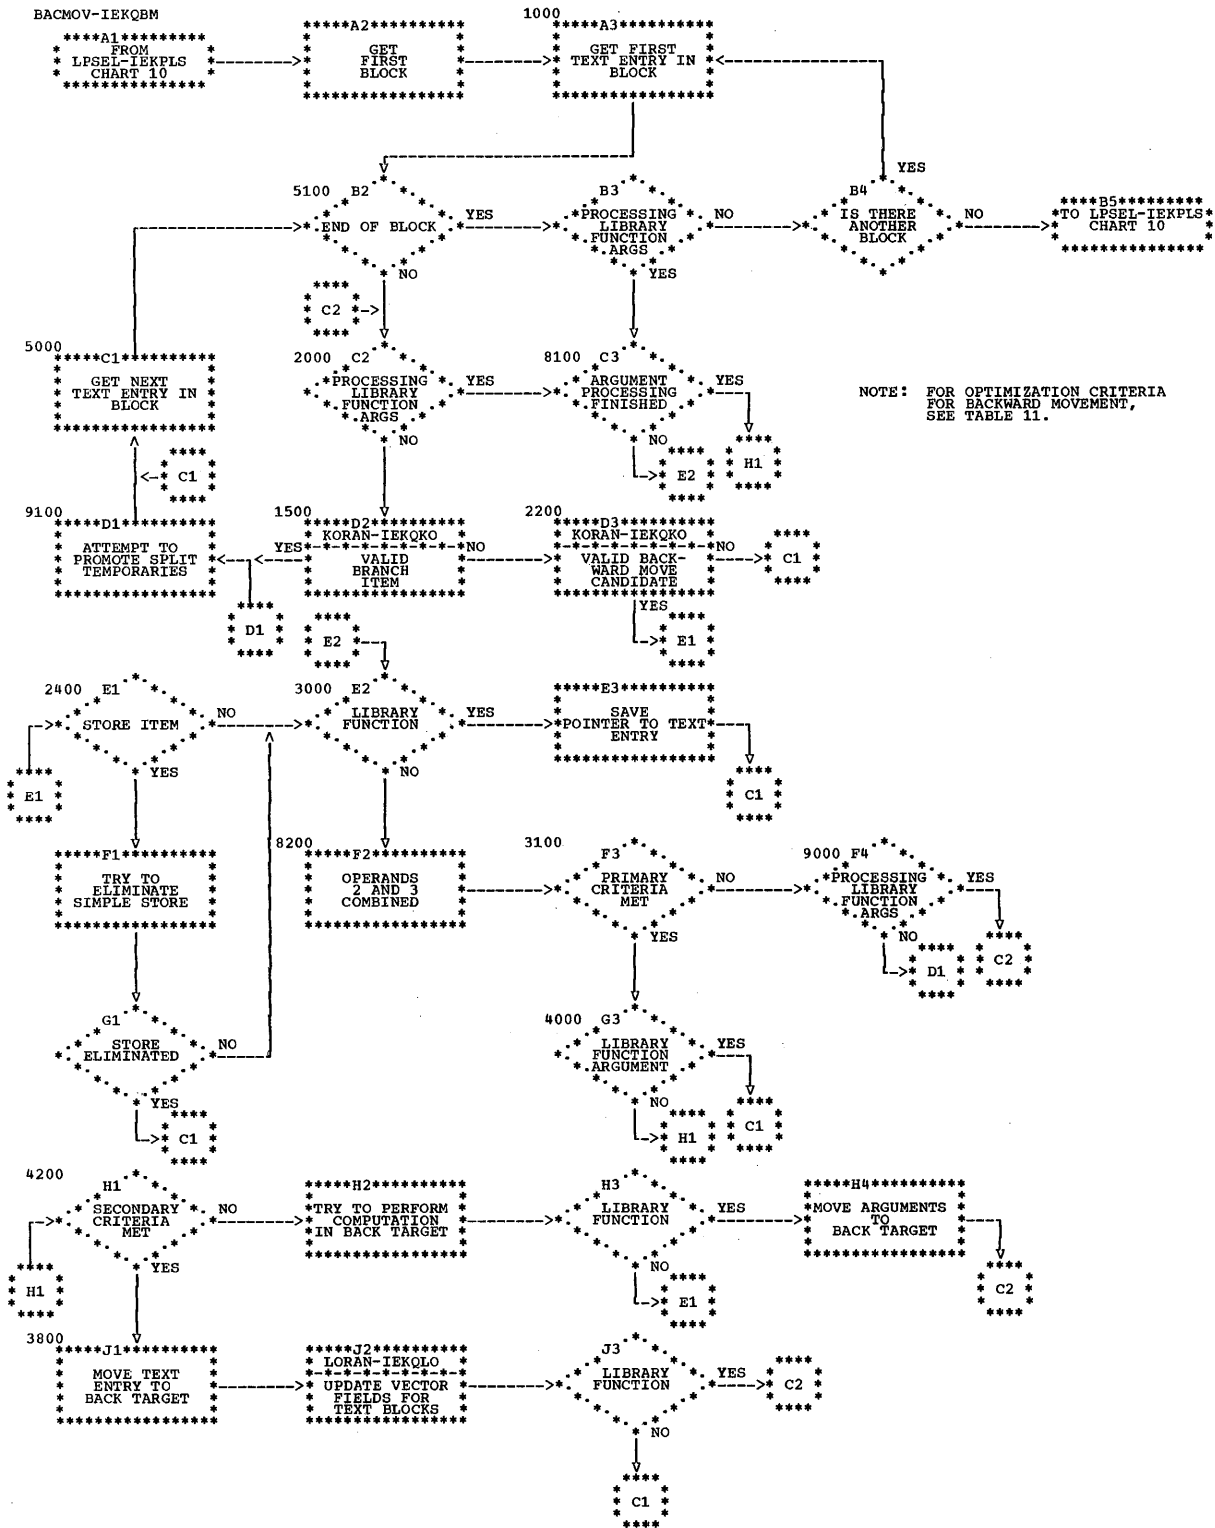 BACMOV-IEKQBM
A1
FROM
LPSEL-IEKPLS
CHART 10
A2
GET
FIRST
BLOCK
1000
A3
GET FIRST
TEXT ENTRY IN
BLOCK
5100
B2
END OF BLOCK
YES
NO
B3
PROCESSING
LIBRARY
FUNCTION
ARGS
NO
YES
B4
IS THERE
ANOTHER
BLOCK
YES
NO
B5
TO LPSEL-IEKPLS
CHART 10
C2
5000
C1
GET NEXT
TEXT ENTRY IN
BLOCK
2000
C2
PROCESSING
LIBRARY
FUNCTION
ARGS
YES
NO
8100
C3
ARGUMENT
PROCESSING
FINISHED
YES
NO
H1
E2
NOTE: FOR OPTIMIZATION CRITERIA
FOR BACKWARD MOVEMENT,
SEE TABLE 11.
C1
9100
D1
ATTEMPT TO
PROMOTE SPLIT
TEMPORARIES
D1
1500
D2
KORAN-IEKQKO
VALID
BRANCH
ITEM
YES
NO
2200
D3
KORAN-IEKQKO
VALID BACK-
WARD MOVE
CANDIDATE
NO
C1
YES
E1
E2
2400
E1
STORE ITEM
NO
YES
E1
3000
E2
LIBRARY
FUNCTION
YES
NO
E3
SAVE
POINTER TO TEXT
ENTRY
C1
F1
TRY TO
ELIMINATE
SIMPLE STORE
8200
F2
OPERANDS
2 AND 3
COMBINED
3100
F3
PRIMARY
CRITERIA
MET
NO
YES
9000
F4
PROCESSING
LIBRARY
FUNCTION
ARGS
YES
NO
D1
C2
G1
STORE
ELIMINATED
NO
YES
C1
4000
G3
LIBRARY
FUNCTION
ARGUMENT
YES
NO
H1
C1
4200
H1
SECONDARY
CRITERIA
MET
NO
YES
H1
H2
TRY TO PERFORM
COMPUTATION
IN BACK TARGET
H3
LIBRARY
FUNCTION
YES
NO
E1
H4
MOVE ARGUMENTS
TO
BACK TARGET
C2
3800
J1
MOVE TEXT
ENTRY TO
BACK TARGET
J2
LORAN-IEKQLO
UPDATE VECTOR
FIELDS FOR
TEXT BLOCKS
J3
LIBRARY
FUNCTION
YES
C2
NO
C1